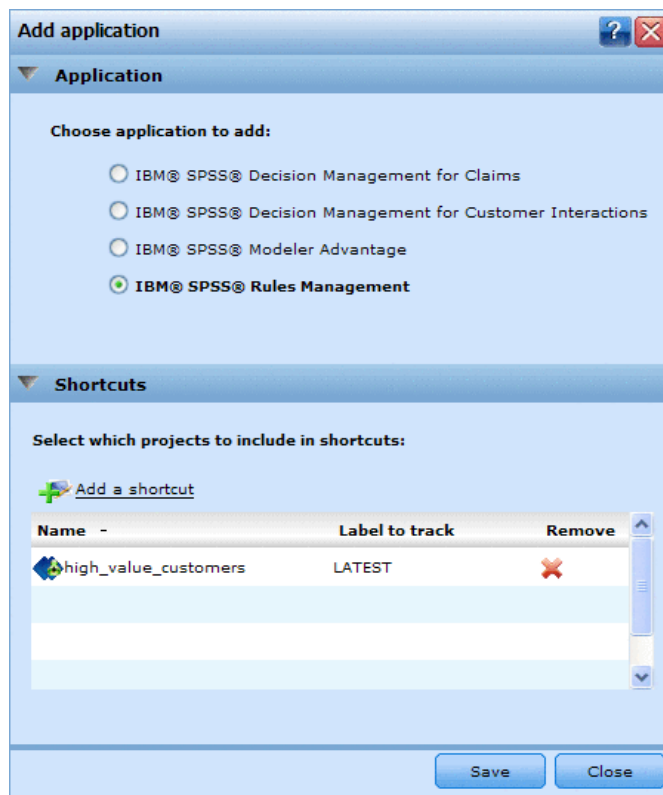 Add application
?
Application
Choose application to add:
IBM® SPSS® Decision Management for Claims
IBM® SPSS® Decision Management for Customer Interactions
IBM® SPSS® Modeler Advantage
IBM® SPSS® Rules Management
Shortcuts
Select which projects to include in shortcuts:
Add a shortcut
Name - Label to track Remove
high_value_customers LATEST
Save Close